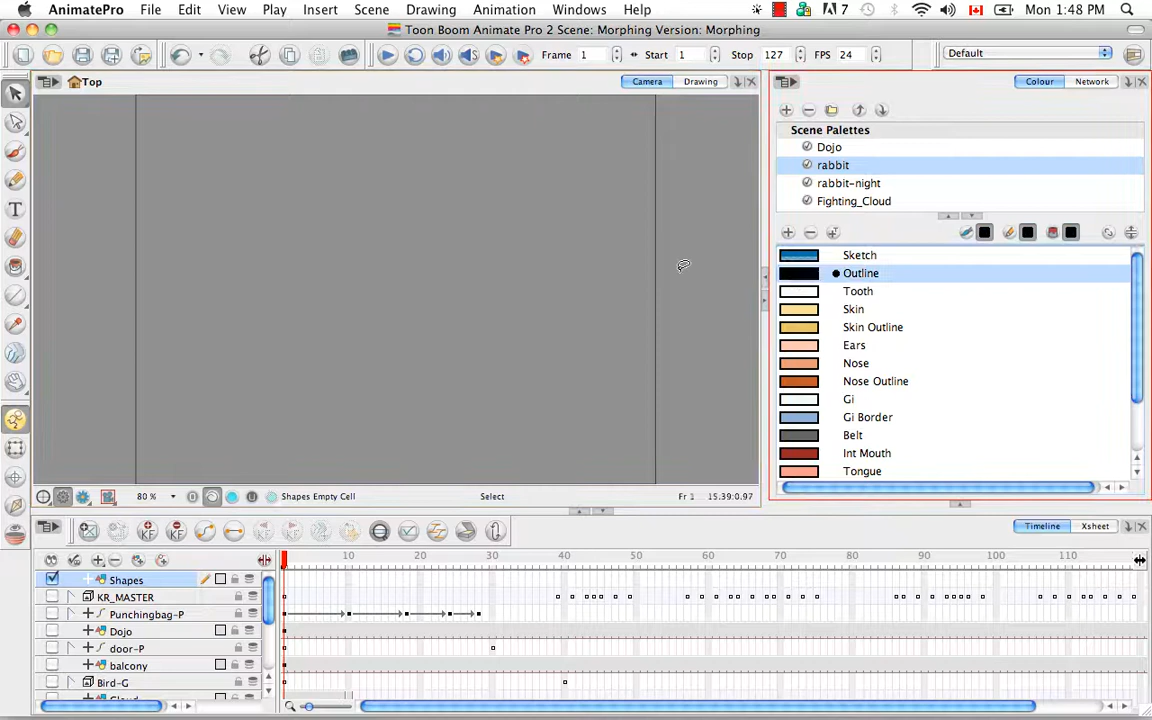 AnimatePro File Edit View Play Insert Scene Drawing Animation Windows Help 7 Mon 1:48 PM
Toon Boom Animate Pro 2 Scene: Morphing Version: Morphing
Frame 1 Start 1 Stop 127 FPS 24 Default
Top Camera Drawing Colour Network
Scene Palettes
Dojo
rabbit
rabbit-night
Fighting_Cloud
Sketch
Outline
Tooth
Skin
Skin Outline
Ears
Nose
Nose Outline
Gi
Gi Border
Belt
Int Mouth
Tongue
80 % Shapes Empty Cell Select Fr 1 15.39:0.97
KF KF Timeline Xsheet
10 20 30 40 50 60 70 80 90 100 110
Shapes
KR_MASTER
Punchingbag-P
Dojo
door-P
balcony
Bird-G